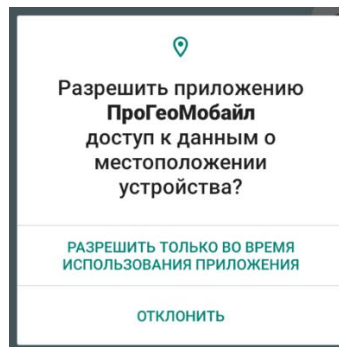 Разрешить приложению
ПроГеоМобайл
доступ к данным о
местоположении
устройства?
РАЗРЕШИТЬ ТОЛЬКО ВО ВРЕМЯ
ИСПОЛЬЗОВАНИЯ ПРИЛОЖЕНИЯ
ОТКЛОНИТЬ